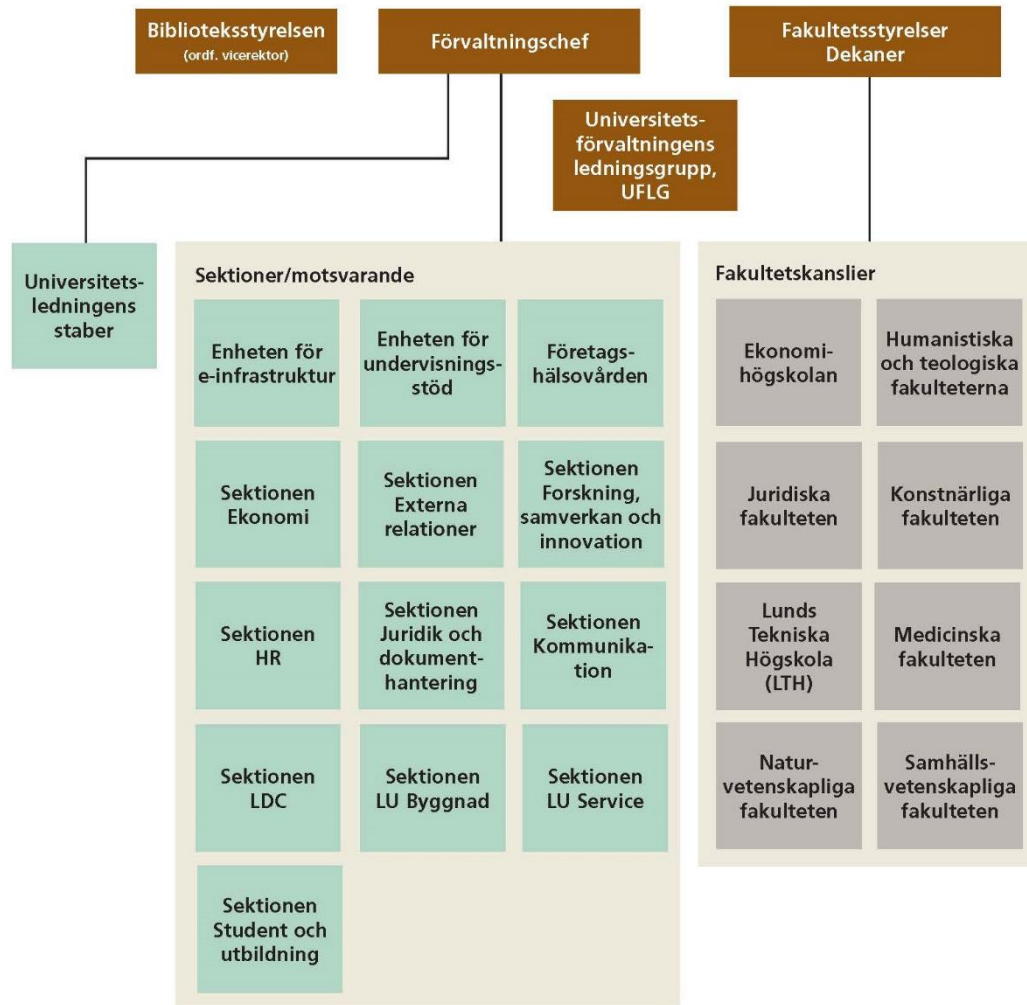 Biblioteksstyrelsen
(ordf. vicerektor)
Förvaltningschef
Fakultetsstyrelser
Dekaner
Universitets-
förvaltningens
ledningsgrupp,
UFLG
Universitets-
ledningens
staber
Sektioner/motsvarande
Enheten för
e-infrastruktur
Enheten för
undervisnings-
stöd
Företags-
hälsovården
Sektionen
Ekonomi
Sektionen
Externa
relationer
Sektionen
Forskning,
samverkan och
innovation
Sektionen
HR
Sektionen
Juridik och
dokument-
hantering
Sektionen
Kommunika-
tion
Sektionen
LDC
Sektionen
LU Byggnad
Sektionen
LU Service
Sektionen
Student och
utbildning
Fakultetskanslier
Ekonomi-
högskolan
Humanistiska
och teologiska
fakulteterna
Juridiska
fakulteten
Konstnärliga
fakulteten
Lunds
Tekniska
Högskola
(LTH)
Medicinska
fakulteten
Natur-
vetenskapliga
fakulteten
Samhälls-
vetenskapliga
fakulteten